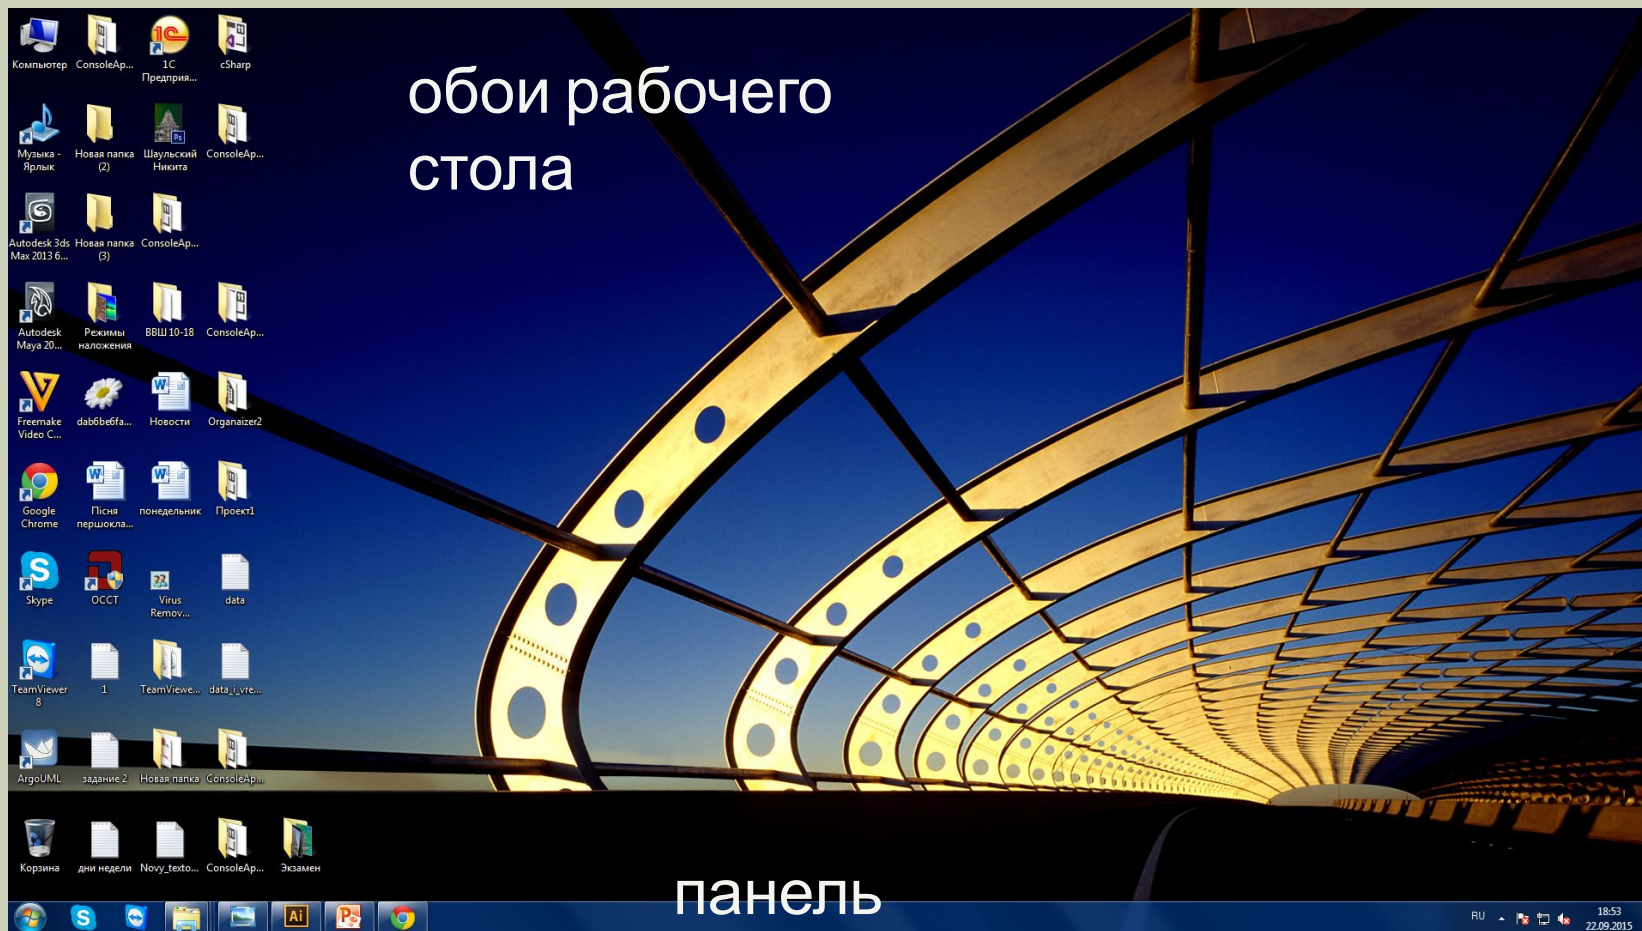 Компьютер
ConsoleAp...
1С
Предприя...
cSharp
Музыка -
Ярлык
Новая папка
(2)
Шаульский
Никита
ConsoleAp...
Autodesk 3ds
Max 2013 6...
Новая папка
(3)
ConsoleAp...
Autodesk
Maya 20...
Режимы
наложения
ВВШ 10-18
ConsoleAp...
Freemake
Video C...
dab6be6fa...
Новости
Organaizer2
Google
Chrome
Пісня
першокла...
понедельник
Проект1
Skype
OCCT
Virus
Remov...
data
TeamViewer
8
1
TeamViewe...
data_i_vre...
ArgoUML
задание 2
Новая папка
ConsoleAp...
Корзина
дни недели
Novy_texto...
ConsoleAp...
Экзамен
обои рабочего
стола
панель
RU
18:53
22.09.2015